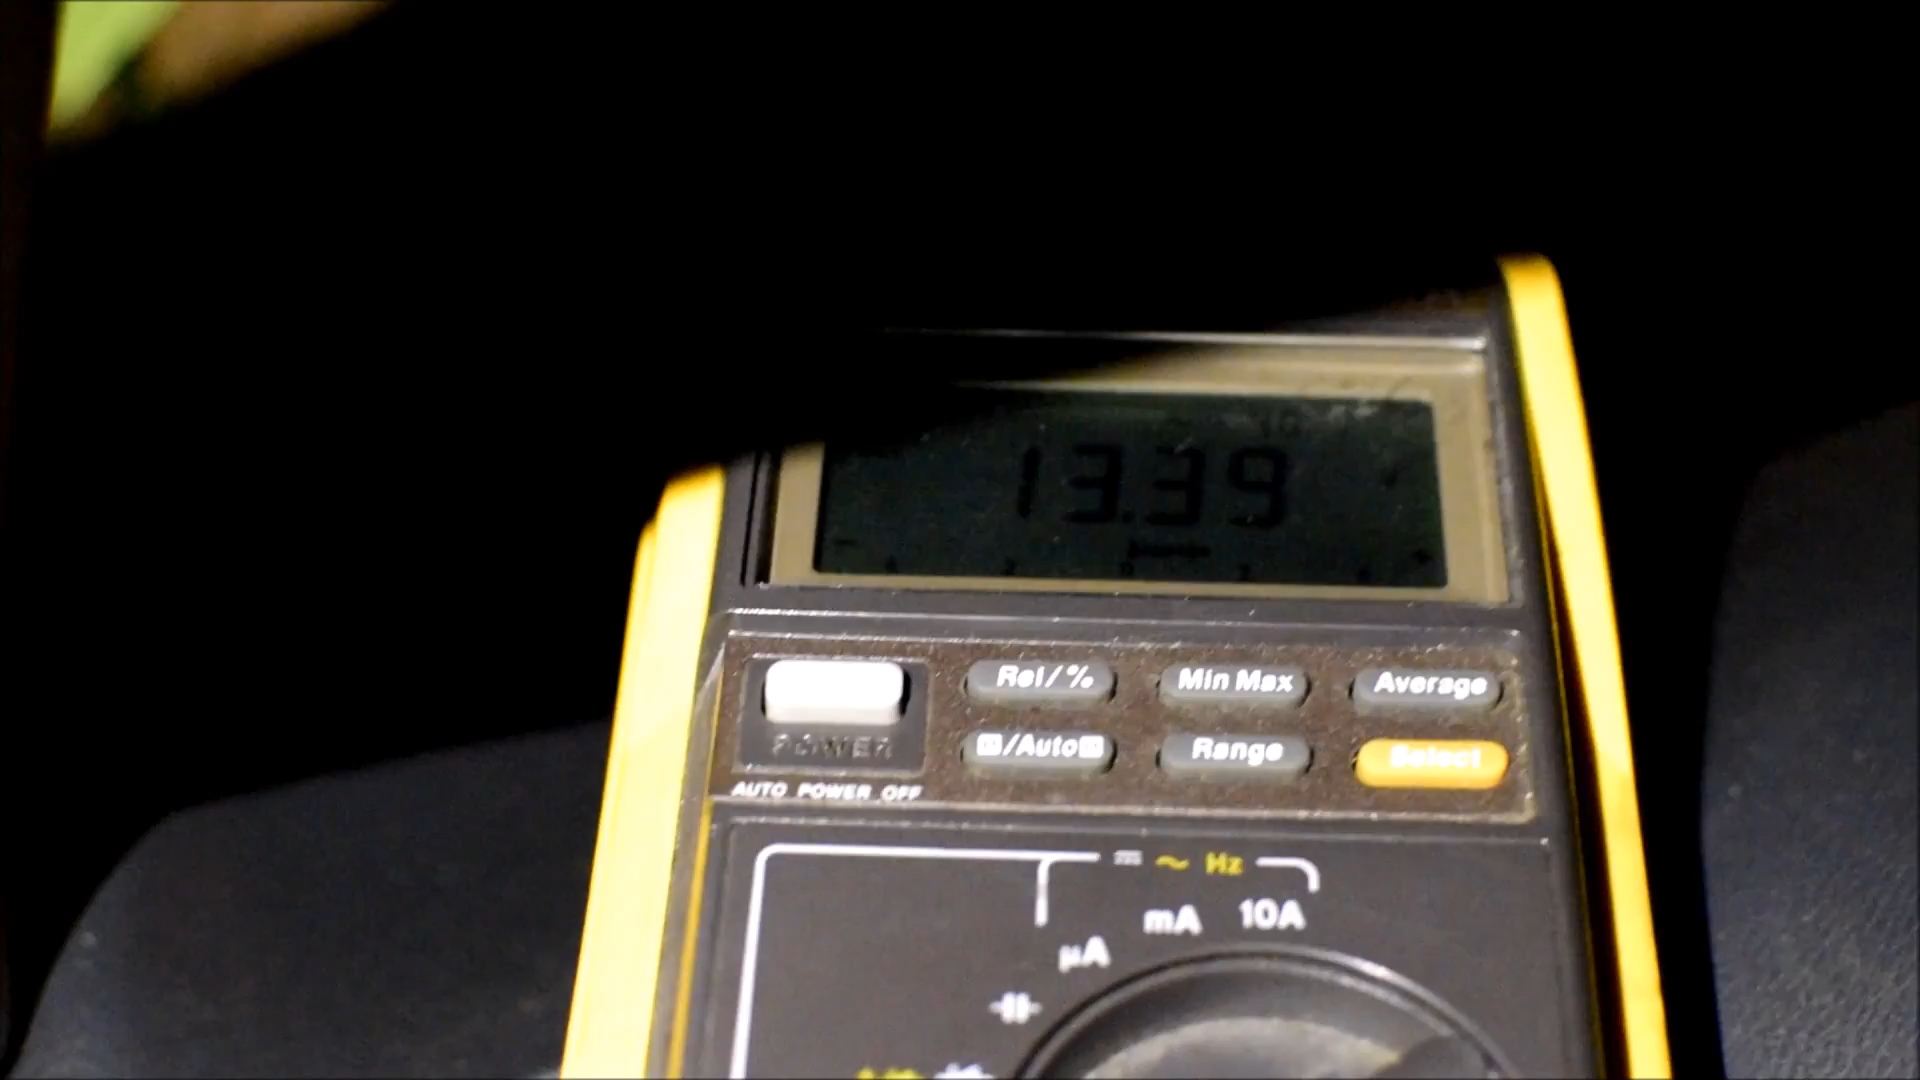 13.39
Rel/% Min Max Average
/Auto Range Select
POWER
AUTO POWER OFF
~ Hz
mA 10A
µA